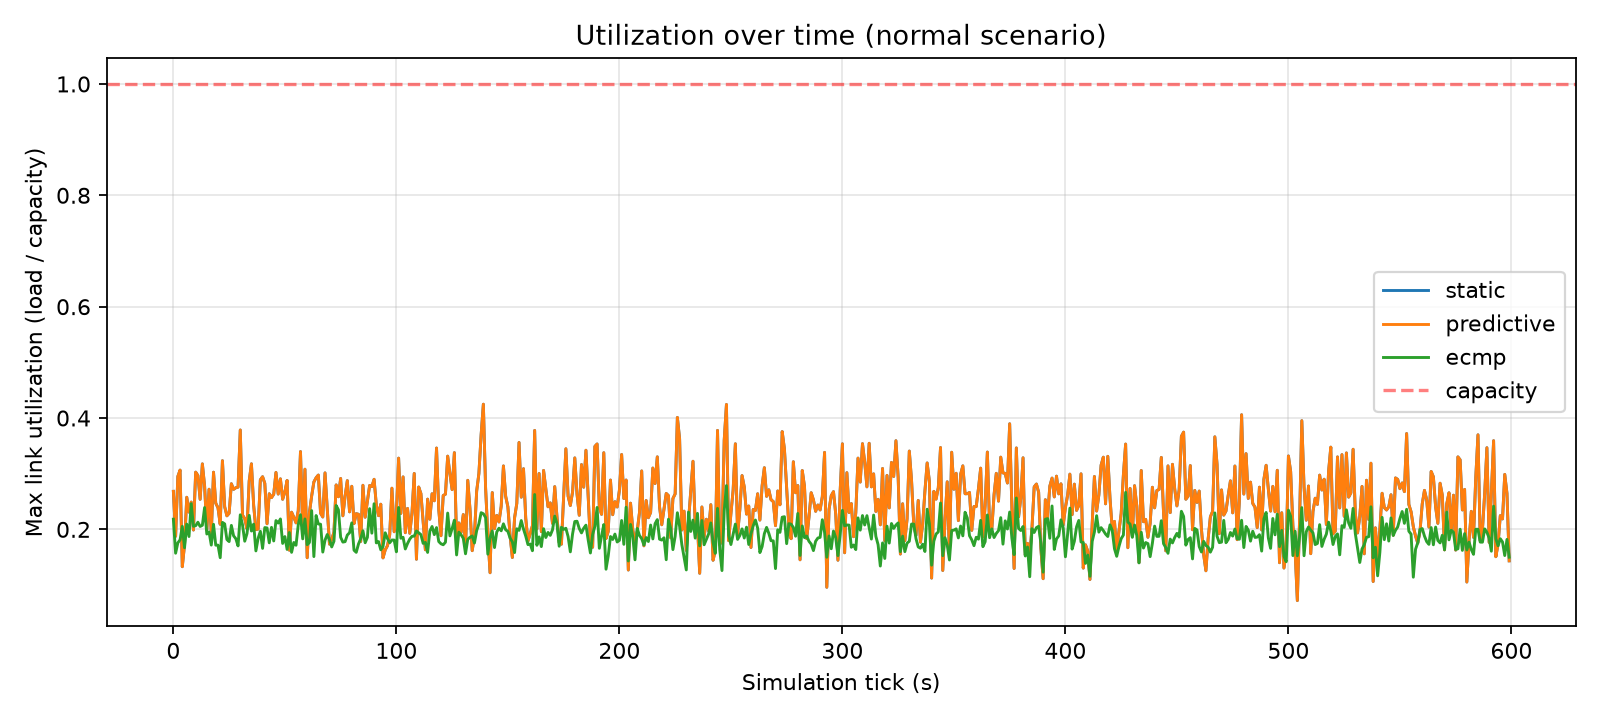 Utilization over time (normal scenario)
Max link utilization (load / capacity)
1.0
0.8
0.6
0.4
0.2
static
predictive
ecmp
capacity
0 100 200 300 400 500 600
Simulation tick (s)